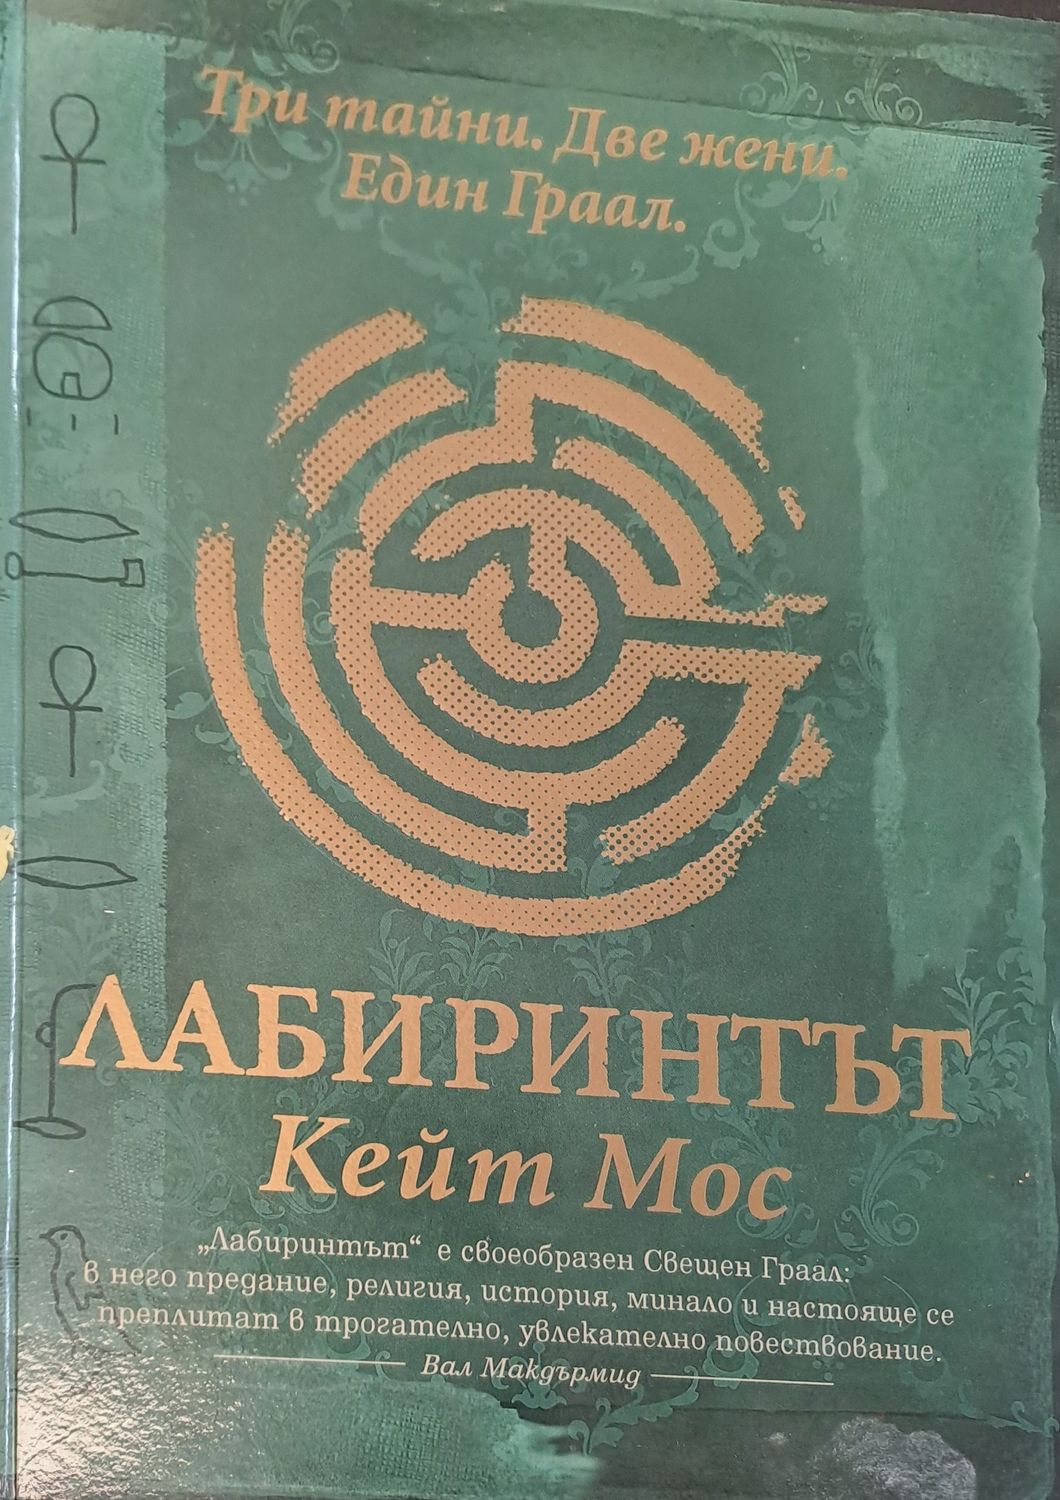 Три тайни. Две жени.
Един Граал.
ЛАБИРИНТЪТ
Кейт Мос
„Лабиринтът“ е своеобразен Свещен Граал:
в него предание, религия, история, минало и настояще се
преплитат в трогателно, увлекателно повествование.
Вал Макдърмид